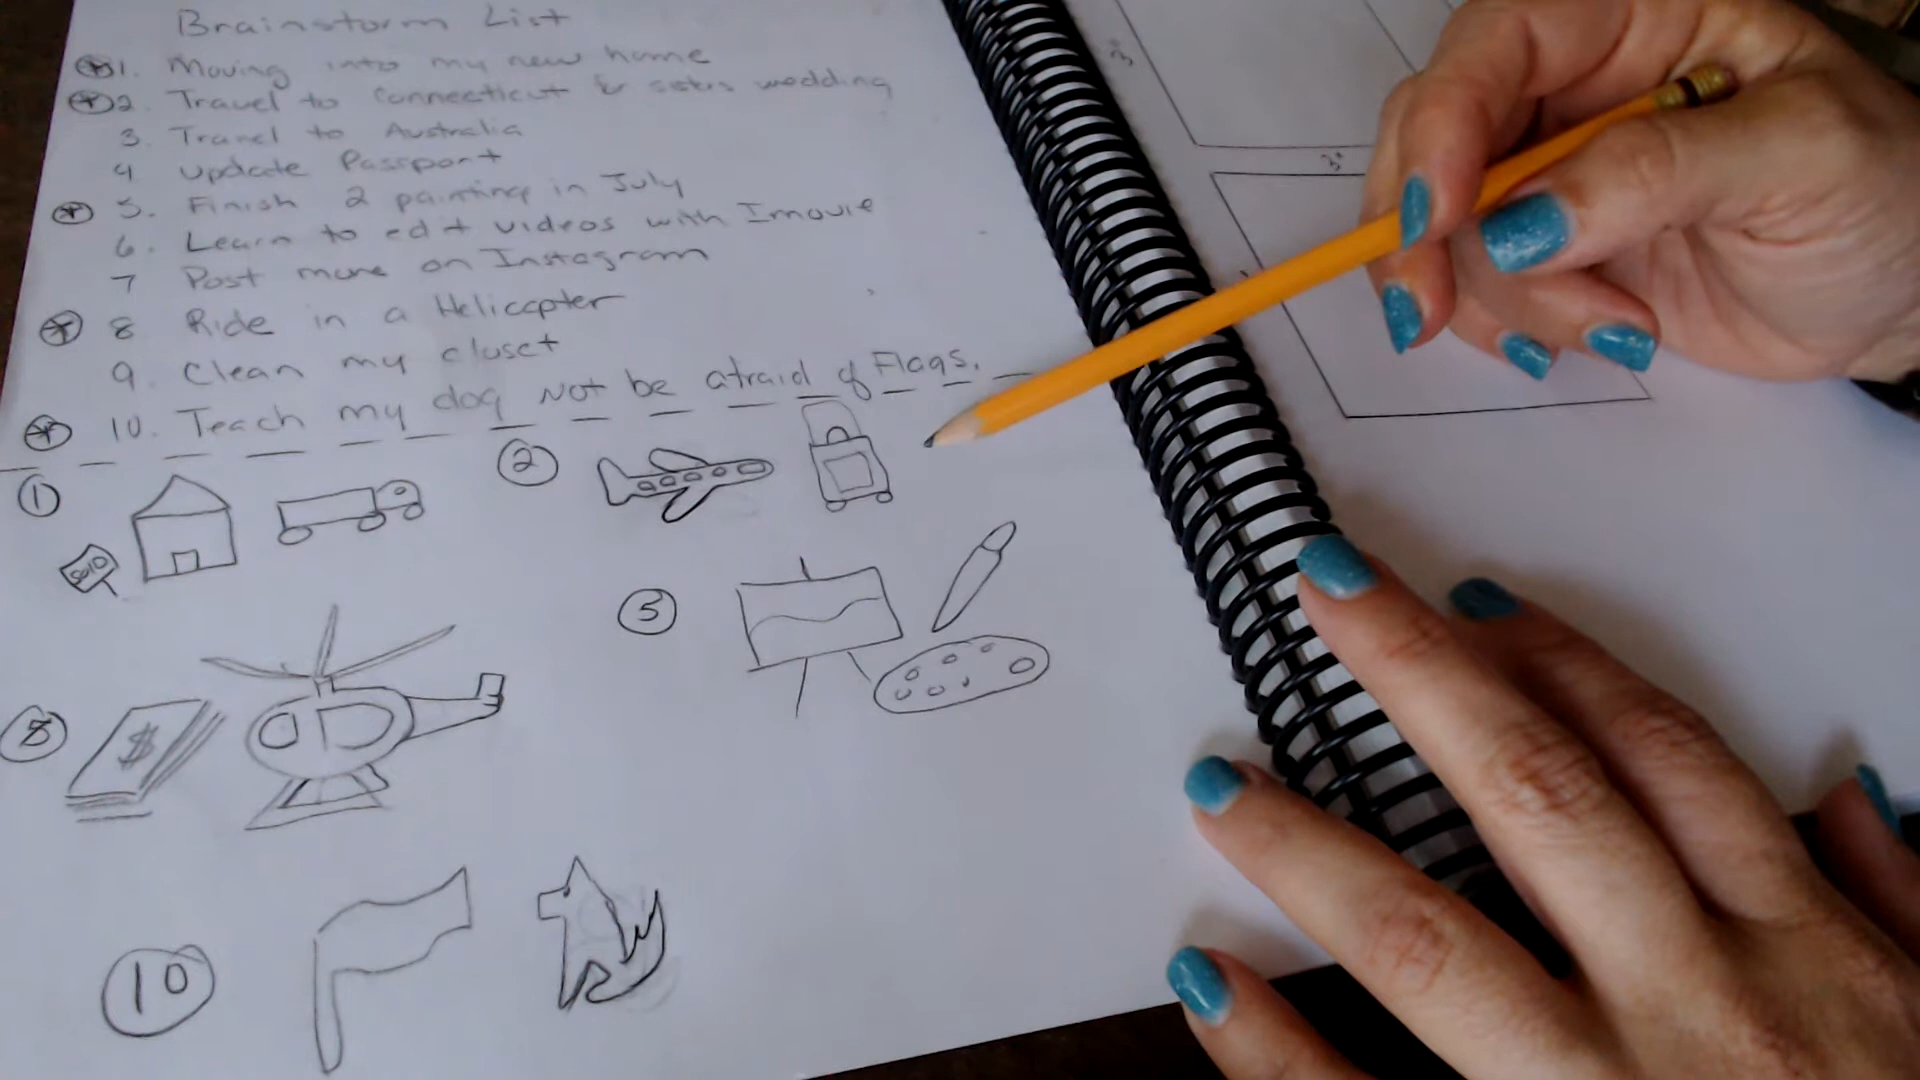 Brainstorm List
1. Moving into my new home
2. Travel to Connecticut for sisters wedding
3. Travel to Australia
4 Update Passport
5. Finish 2 paintings in July
6. Learn to edit videos with Imovie
7 Post more on Instagram
8 Ride in a Helicopter
9. Clean my closet
10. Teach my dog not be afraid of Flags.
1
2
SOLD
5
8
$
10
3"
3"